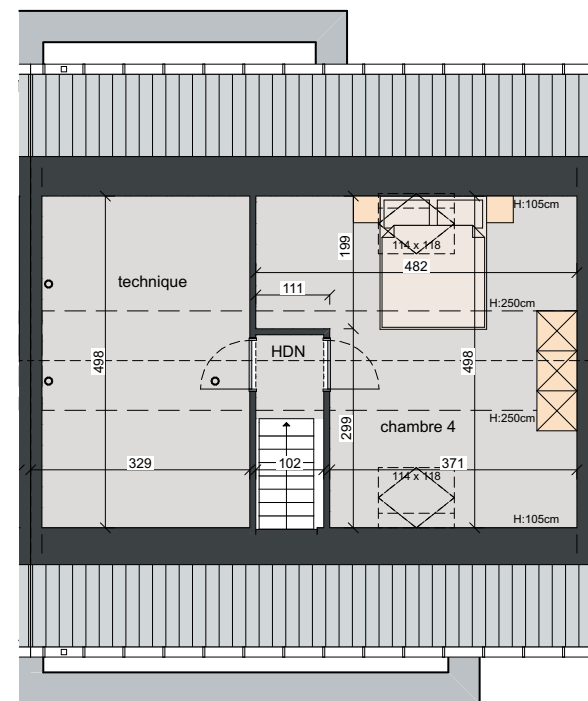 H:105cm
199
114 x 118
482
technique
111
H:250cm
HDN
498
498
299
H:250cm
chambre 4
329
102
371
114 x 118
H:105cm